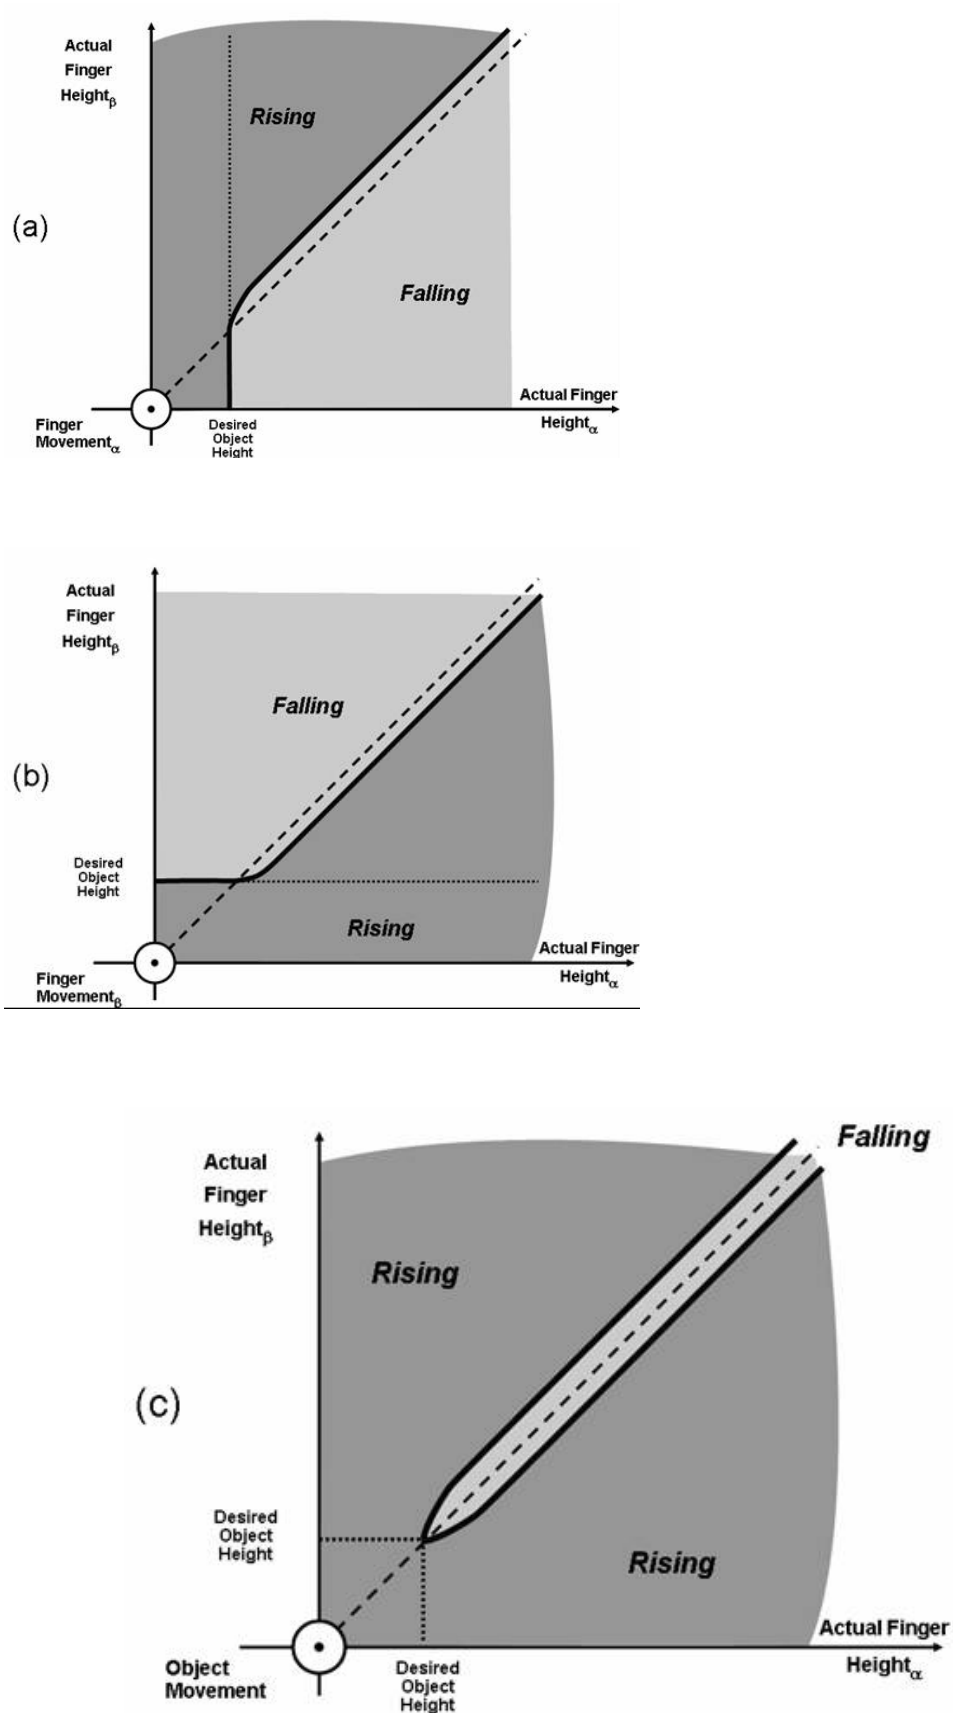 (a)
Actual
Finger
Heightβ
Rising
Falling
Finger
Movementα
Desired
Object
Height
Actual Finger
Heightα
(b)
Actual
Finger
Heightβ
Falling
Desired
Object
Height
Rising
Finger
Movementβ
Actual Finger
Heightα
(c)
Falling
Actual
Finger
Heightβ
Rising
Desired
Object
Height
Rising
Object
Movement
Desired
Object
Height
Actual Finger
Heightα